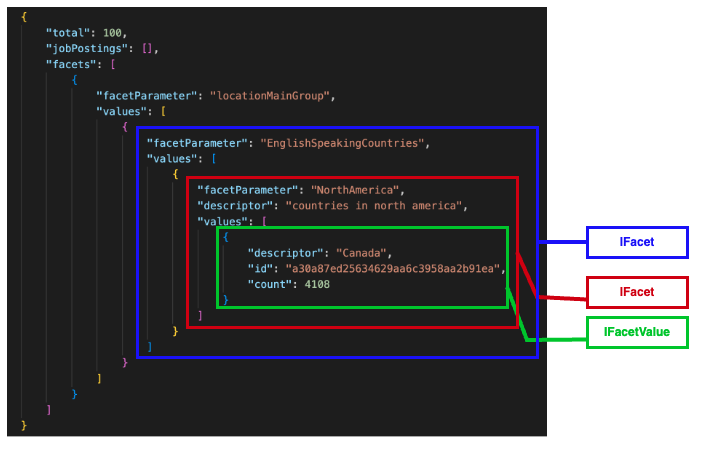 {
"total": 100,
"jobPostings": [],
"facets": [
{
"facetParameter": "locationMainGroup",
"values": [
{
"facetParameter": "EnglishSpeakingCountries",
"values": [
{
"facetParameter": "NorthAmerica",
"descriptor": "countries in north america",
"values": [
{
"descriptor": "Canada",
"id": "a30a87ed25634629aa6c3958aa2b91ea",
"count": 4108
}
]
}
]
}
]
}
]
}
IFacet
IFacet
IFacetValue